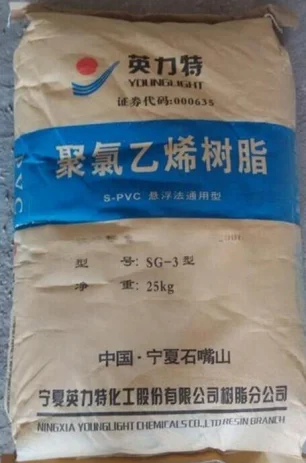 英力特
YOUNGLIGHT
证券代码:000635
聚氯乙烯树脂
S-PVC 悬浮法通用型
型 号: SG-3型
净 重: 25kg
中国·宁夏石嘴山
宁夏英力特化工股份有限公司树脂分公司
NINGXIA YOUNGLIGHT CHEMICALS CO.,LTD RESIN BRANCH
PVC